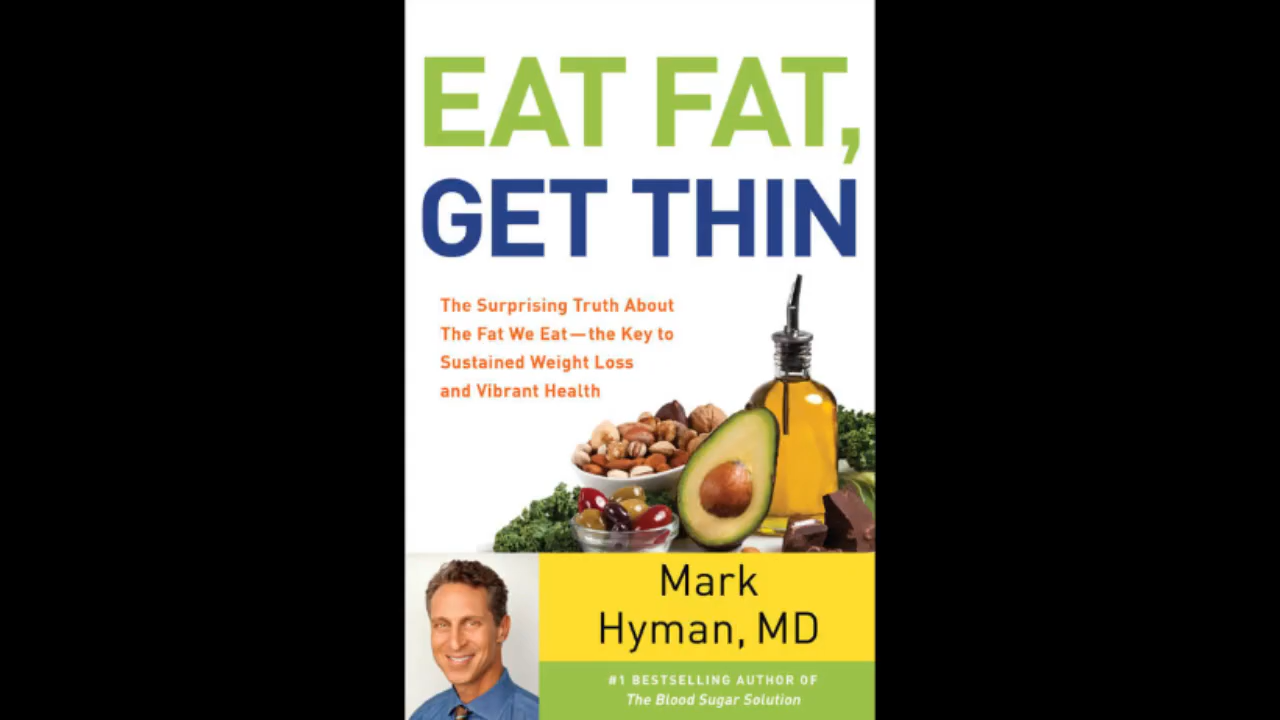 EAT FAT,
GET THIN
The Surprising Truth About
The Fat We Eat—the Key to
Sustained Weight Loss
and Vibrant Health
Mark
Hyman, MD
#1 BESTSELLING AUTHOR OF
The Blood Sugar Solution